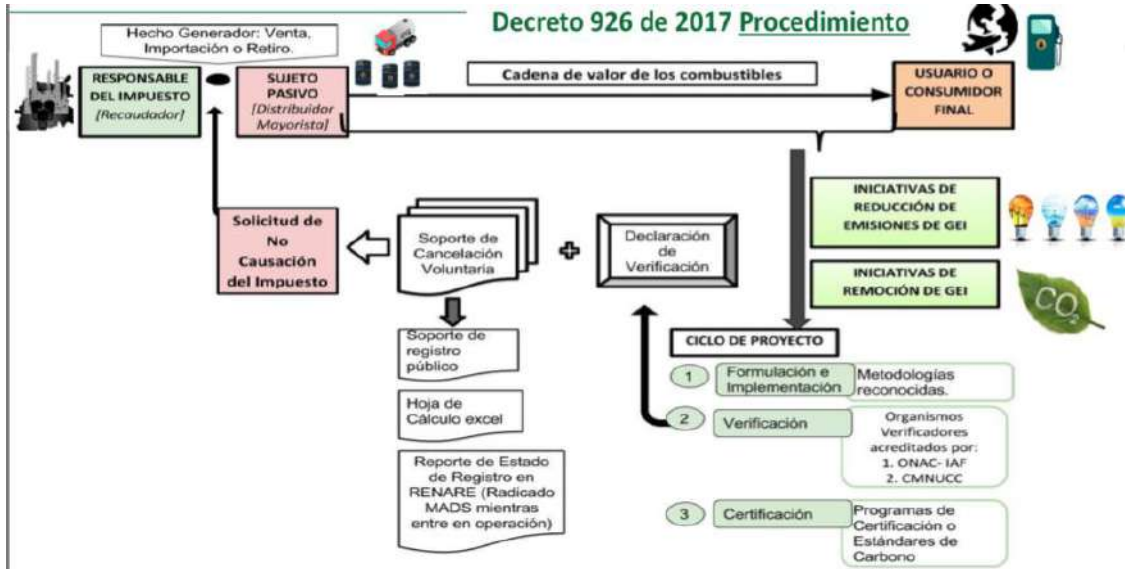 Decreto 926 de 2017 Procedimiento
Hecho Generador: Venta,
Importación o Retiro.
RESPONSABLE
DEL IMPUESTO
[Recaudador]
SUJETO
PASIVO
[Distribuidor
Mayorista]
Cadena de valor de los combustibles
USUARIO O
CONSUMIDOR
FINAL
INICIATIVAS DE
REDUCCIÓN DE
EMISIONES DE GEI
INICIATIVAS DE
REMOCIÓN DE GEI
CO2
Solicitud de
No
Causación
del Impuesto
Soporte de
Cancelación
Voluntaria
Declaración
de
Verificación
Soporte de
registro
público
Hoja de
Cálculo excel
Reporte de Estado
de Registro en
RENARE (Radicado
MADS mientras
entre en operación)
CICLO DE PROYECTO
1
Formulación e
Implementación
Metodologías
reconocidas.
2
Verificación
Organismos
Verificadores
acreditados por:
1. ONAC- IAF
2. CMNUCC
3
Certificación
Programas de
Certificación o
Estándares de
Carbono